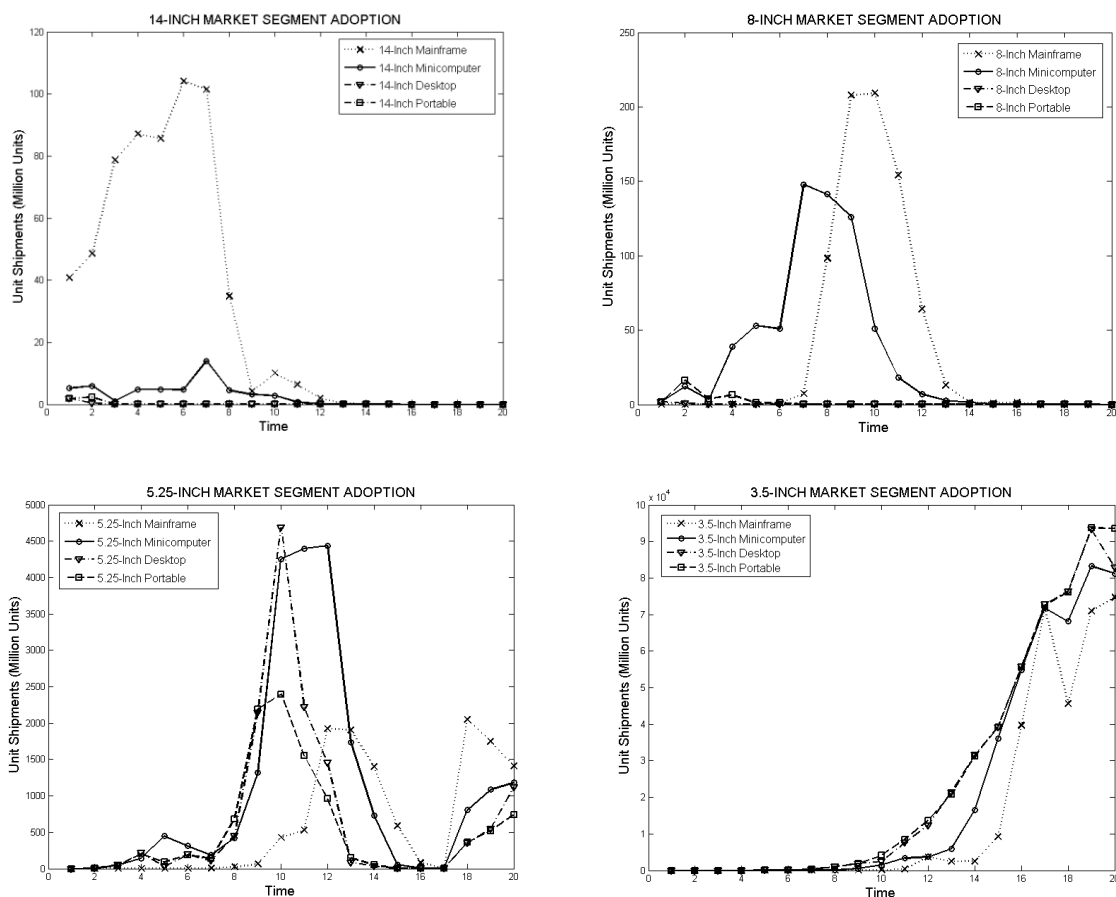 14-INCH MARKET SEGMENT ADOPTION
120
100
80
60
40
20
0
Unit Shipments (Million Units)
14-Inch Mainframe
14-Inch Minicomputer
14-Inch Desktop
14-Inch Portable
0 2 4 6 8 10 12 14 16 18 20
Time
8-INCH MARKET SEGMENT ADOPTION
250
200
150
100
50
0
Unit Shipments (Million Units)
8-Inch Mainframe
8-Inch Minicomputer
8-Inch Desktop
8-Inch Portable
0 2 4 6 8 10 12 14 16 18 20
Time
5.25-INCH MARKET SEGMENT ADOPTION
5000
4500
4000
3500
3000
2500
2000
1500
1000
500
0
Unit Shipments (Million Units)
5.25-Inch Mainframe
5.25-Inch Minicomputer
5.25-Inch Desktop
5.25-Inch Portable
0 2 4 6 8 10 12 14 16 18 20
Time
3.5-INCH MARKET SEGMENT ADOPTION
x 10⁴
10
9
8
7
6
5
4
3
2
1
0
Unit Shipments (Million Units)
3.5-Inch Mainframe
3.5-Inch Minicomputer
3.5-Inch Desktop
3.5-Inch Portable
0 2 4 6 8 10 12 14 16 18 20
Time